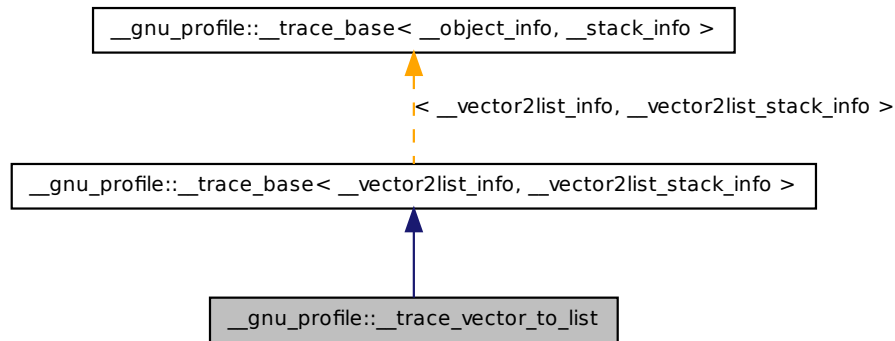 __gnu_profile::__trace_base< __object_info, __stack_info >
< __vector2list_info, __vector2list_stack_info >
__gnu_profile::__trace_base< __vector2list_info, __vector2list_stack_info >
__gnu_profile::__trace_vector_to_list